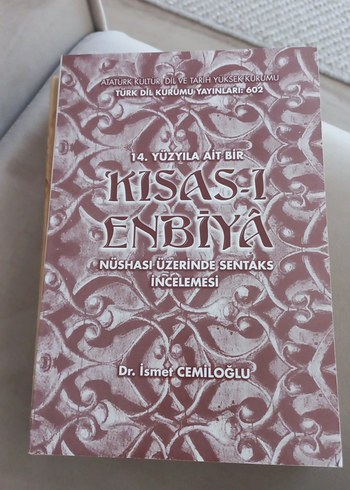 ATATÜRK KÜLTÜR, DİL VE TARİH YÜKSEK KURUMU
TÜRK DİL KURUMU YAYINLARI: 602
14. YÜZYILA AİT BİR
KISAS-I
ENBİYÂ
NÜSHASI ÜZERİNDE SENTAKS
İNCELEMESİ
Dr. İsmet CEMİLOĞLU